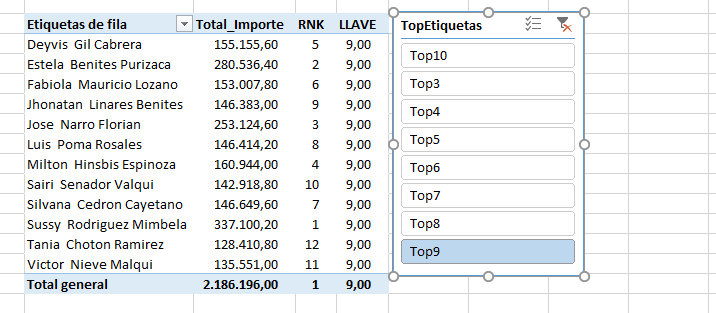 Etiquetas de fila Total_Importe RNK LLAVE
Deyvis  Gil Cabrera 155.155,60 5 9,00
Estela  Benites Purizaca 280.536,40 2 9,00
Fabiola  Mauricio Lozano 153.007,80 6 9,00
Jhonatan  Linares Benites 146.383,00 9 9,00
Jose  Narro Florian 253.124,60 3 9,00
Luis  Poma Rosales 146.414,20 8 9,00
Milton  Hinsbis Espinoza 160.944,00 4 9,00
Sairi  Senador Valqui 142.918,80 10 9,00
Silvana  Cedron Cayetano 146.649,60 7 9,00
Sussy  Rodriguez Mimbela 337.100,20 1 9,00
Tania  Choton Ramirez 128.410,80 12 9,00
Victor  Nieve Malqui 135.551,00 11 9,00
Total general 2.186.196,00 1 9,00
TopEtiquetas
Top10
Top3
Top4
Top5
Top6
Top7
Top8
Top9